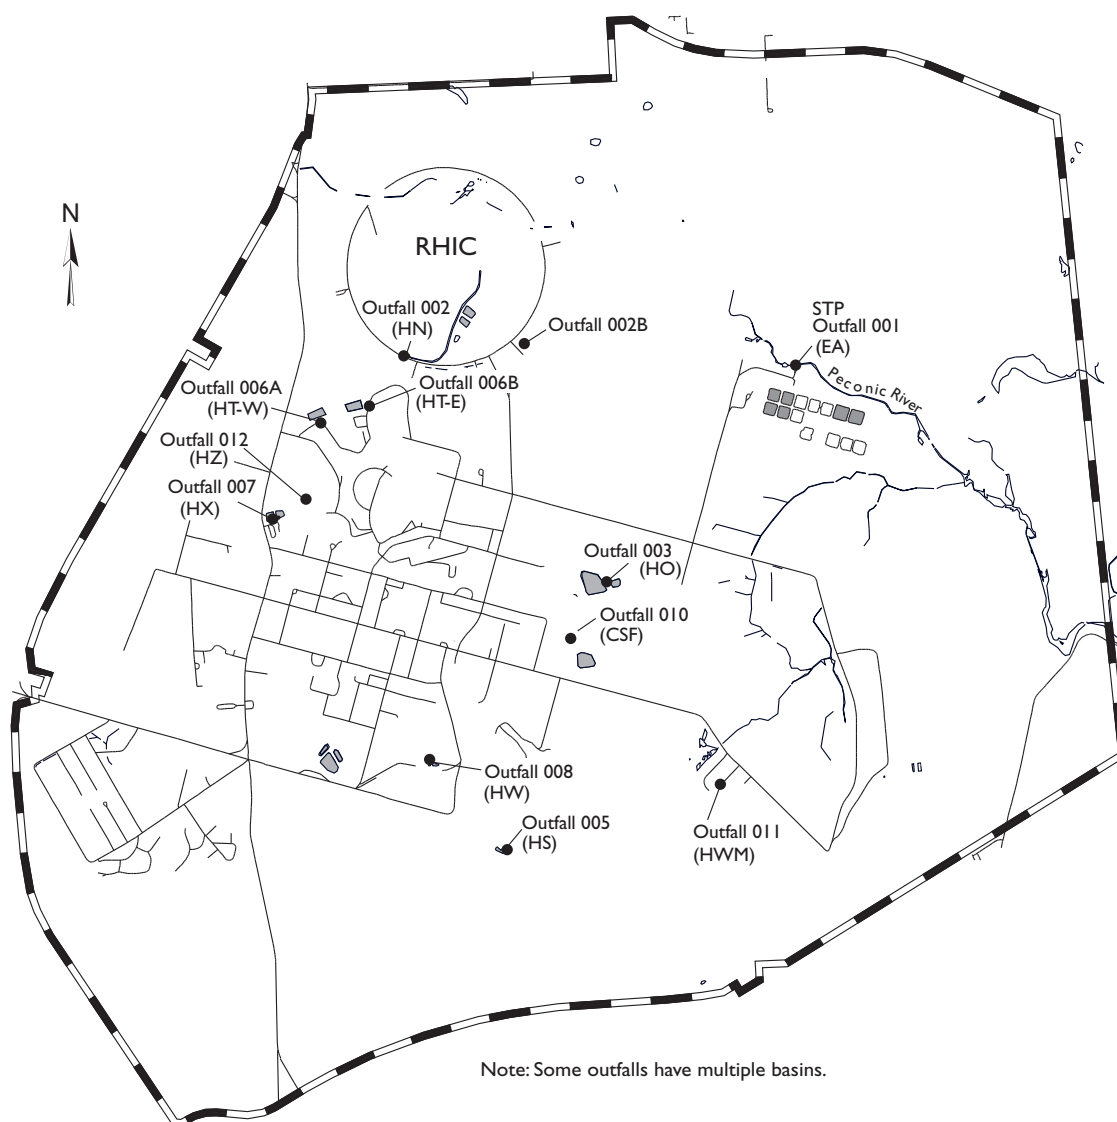 N
RHIC
Outfall 002
(HN)
Outfall 002B
STP
Outfall 001
(EA)
Peconic River
Outfall 006A
(HT-W)
Outfall 006B
(HT-E)
Outfall 012
(HZ)
Outfall 007
(HX)
Outfall 003
(HO)
Outfall 010
(CSF)
Outfall 008
(HW)
Outfall 005
(HS)
Outfall 011
(HWM)
Note: Some outfalls have multiple basins.